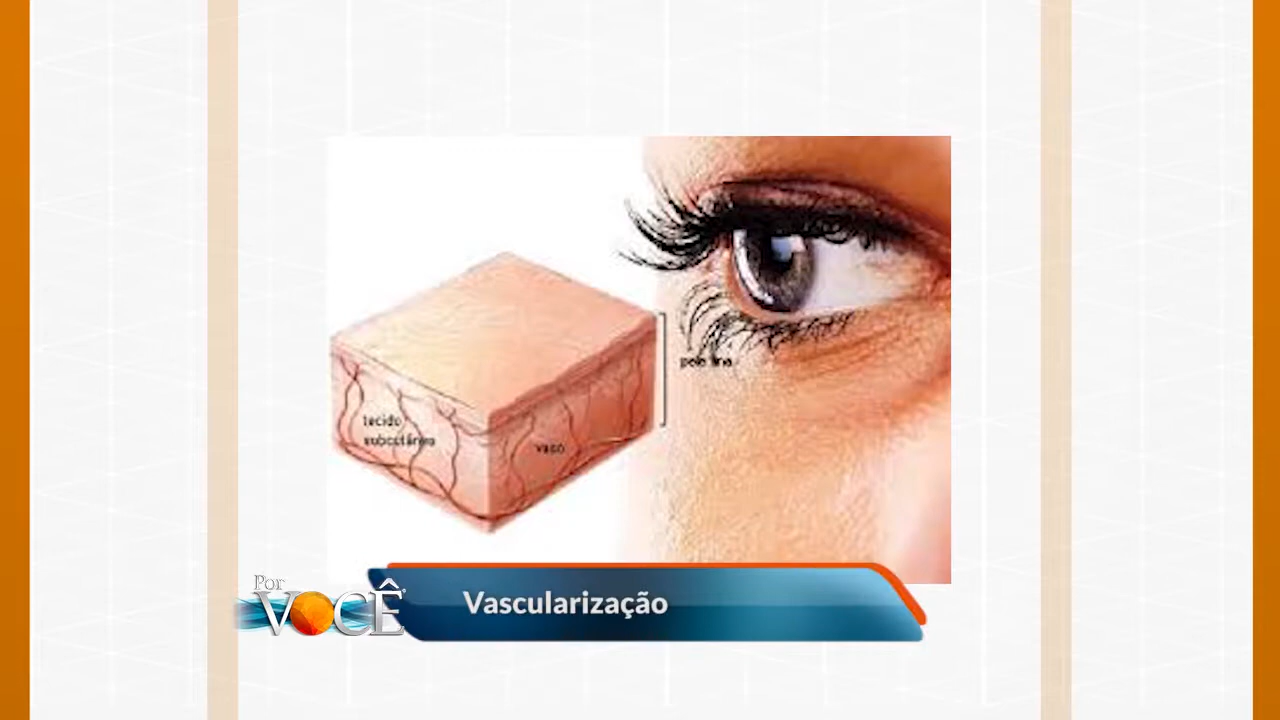 pele fina
tecido
subcutâneo
vaso
Por
VOCÊ
Vascularização